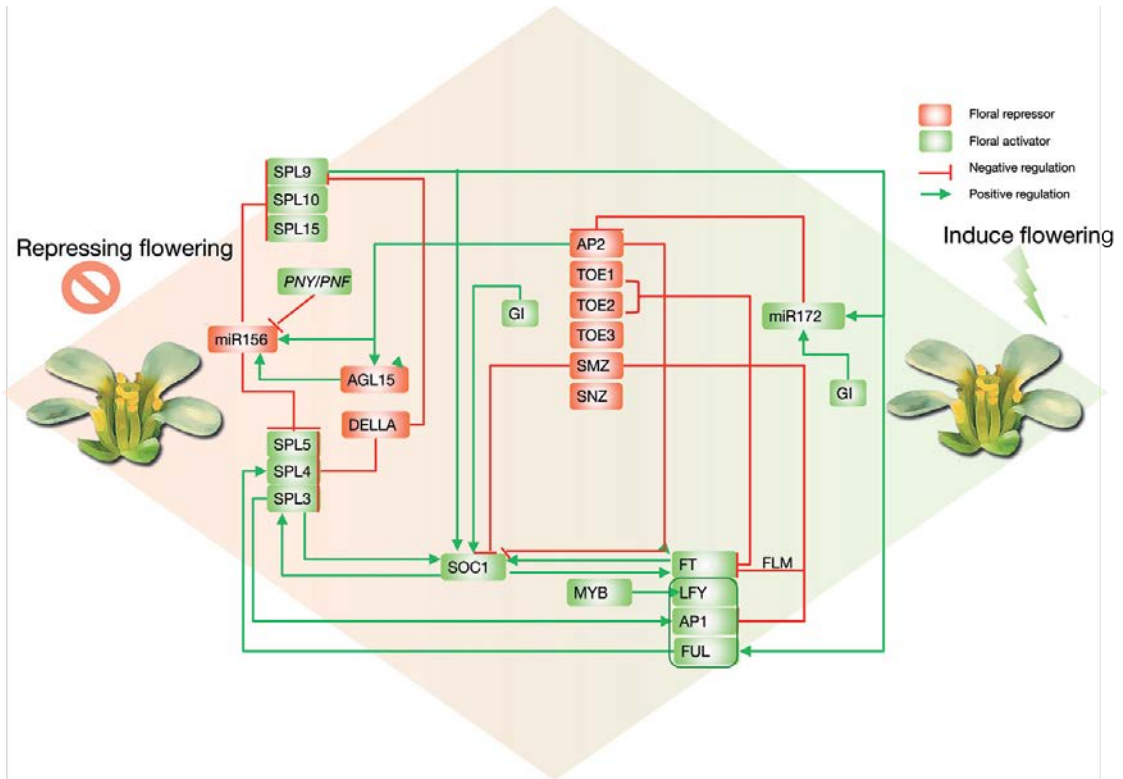 Floral repressor
Floral activator
Negative regulation
Positive regulation
Repressing flowering
Induce flowering
SPL9
SPL10
SPL15
PNY/PNF
miR156
AGL15
DELLA
SPL5
SPL4
SPL3
GI
AP2
TOE1
TOE2
TOE3
SMZ
SNZ
miR172
GI
SOC1
MYB
FT
FLM
LFY
AP1
FUL